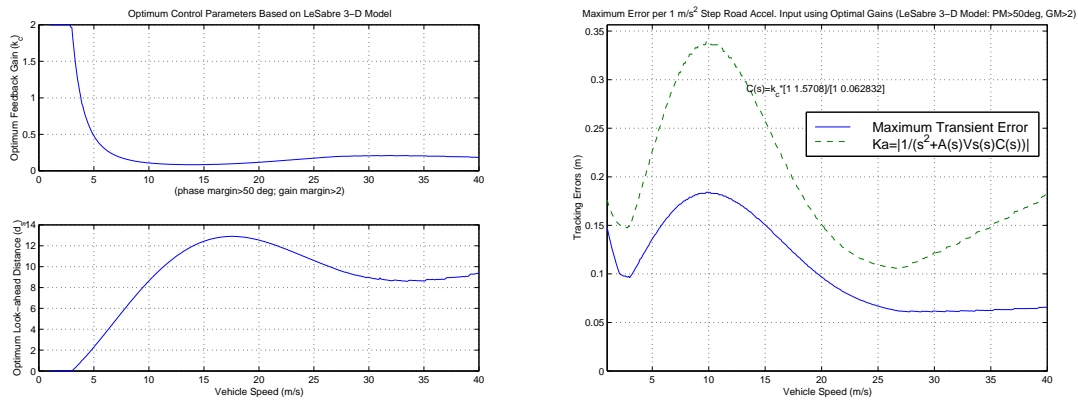 Optimum Control Parameters Based on LeSabre 3-D Model
Optimum Feedback Gain (k_c)
2
1.5
1
0.5
0
0 5 10 15 20 25 30 35 40
(phase margin>50 deg; gain margin>2)
Optimum Look-ahead Distance (d
14
12
10
8
6
4
2
0
0 5 10 15 20 25 30 35 40
Vehicle Speed (m/s)
Maximum Error per 1 m/s² Step Road Accel. Input using Optimal Gains (LeSabre 3-D Model: PM>50deg, GM>2)
Tracking Errors (m)
0.35
0.3
0.25
0.2
0.15
0.1
0.05
0
C(s)=k_c*[1 1.5708]/[1 0.062832]
Maximum Transient Error
Ka=|1/(s²+A(s)Vs(s)C(s))|
5 10 15 20 25 30 35 40
Vehicle Speed (m/s)